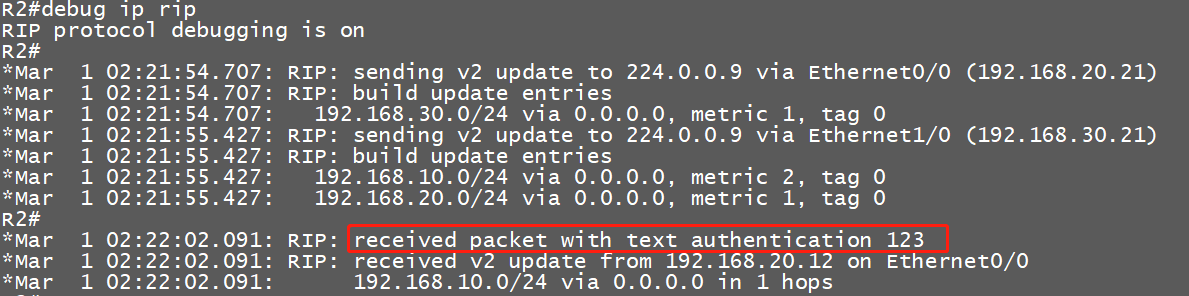 R2#debug ip rip
RIP protocol debugging is on
R2#
*Mar  1 02:21:54.707: RIP: sending v2 update to 224.0.0.9 via Ethernet0/0 (192.168.20.21)
*Mar  1 02:21:54.707: RIP: build update entries
*Mar  1 02:21:54.707:   192.168.30.0/24 via 0.0.0.0, metric 1, tag 0
*Mar  1 02:21:55.427: RIP: sending v2 update to 224.0.0.9 via Ethernet1/0 (192.168.30.21)
*Mar  1 02:21:55.427: RIP: build update entries
*Mar  1 02:21:55.427:   192.168.10.0/24 via 0.0.0.0, metric 2, tag 0
*Mar  1 02:21:55.427:   192.168.20.0/24 via 0.0.0.0, metric 1, tag 0
R2#
*Mar  1 02:22:02.091: RIP: received packet with text authentication 123
*Mar  1 02:22:02.091: RIP: received v2 update from 192.168.20.12 on Ethernet0/0
*Mar  1 02:22:02.091:      192.168.10.0/24 via 0.0.0.0 in 1 hops